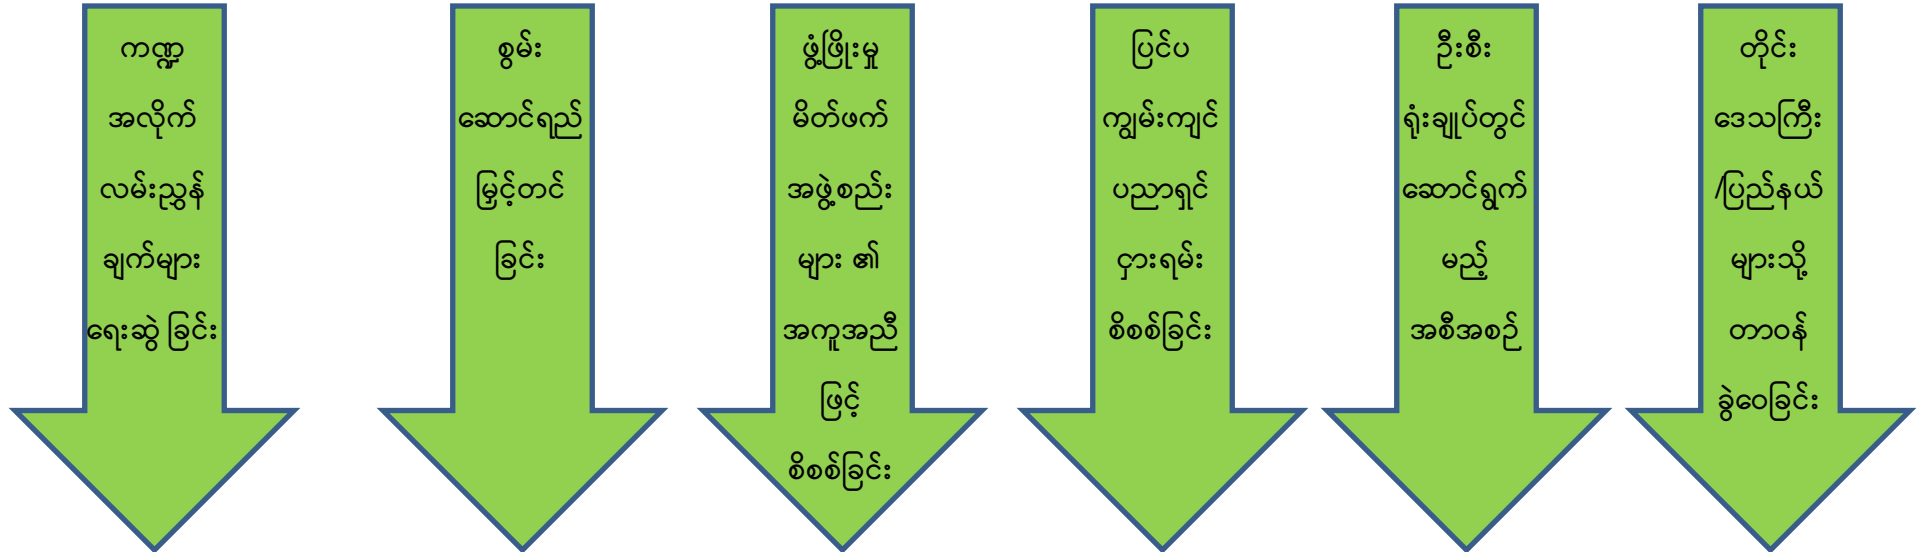 ကဏ္ဍ
အလိုက်
လမ်းညွှန်
ချက်များ
ရေးဆွဲ ခြင်း
စွမ်း
ဆောင်ရည်
မြှင့်တင်
ခြင်း
ဖွံ့ဖြိုးမှု
မိတ်ဖက်
အဖွဲ့စည်း
များ ၏
အကူအညီ
ဖြင့်
စိစစ်ခြင်း
ပြင်ပ
ကျွမ်းကျင်
ပညာရှင်
ငှားရမ်း
စိစစ်ခြင်း
ဦးစီး
ရုံးချုပ်တွင်
ဆောင်ရွက်
မည့်
အစီအစဉ်
တိုင်း
ဒေသကြီး
/ပြည်နယ်
များသို့
တာဝန်
ခွဲဝေခြင်း